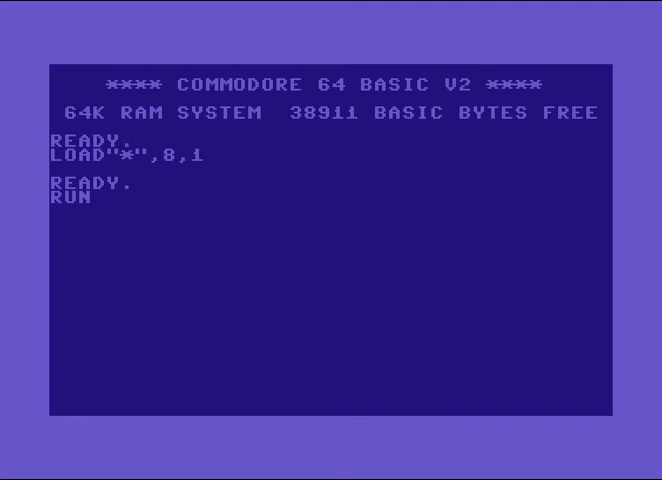 **** COMMODORE 64 BASIC V2 ****
64K RAM SYSTEM  38911 BASIC BYTES FREE
READY.
LOAD"*",8,1
READY.
RUN